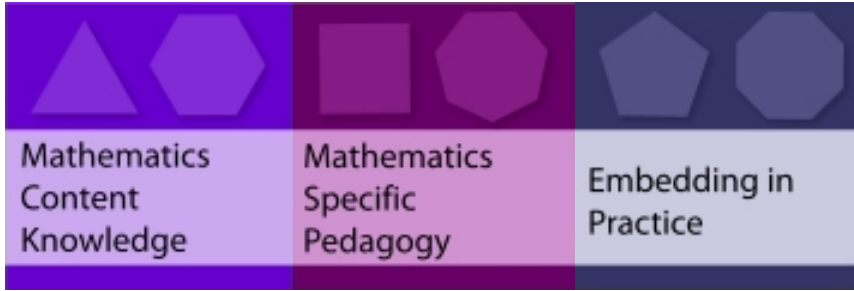 Mathematics
Content
Knowledge
Mathematics
Specific
Pedagogy
Embedding in
Practice